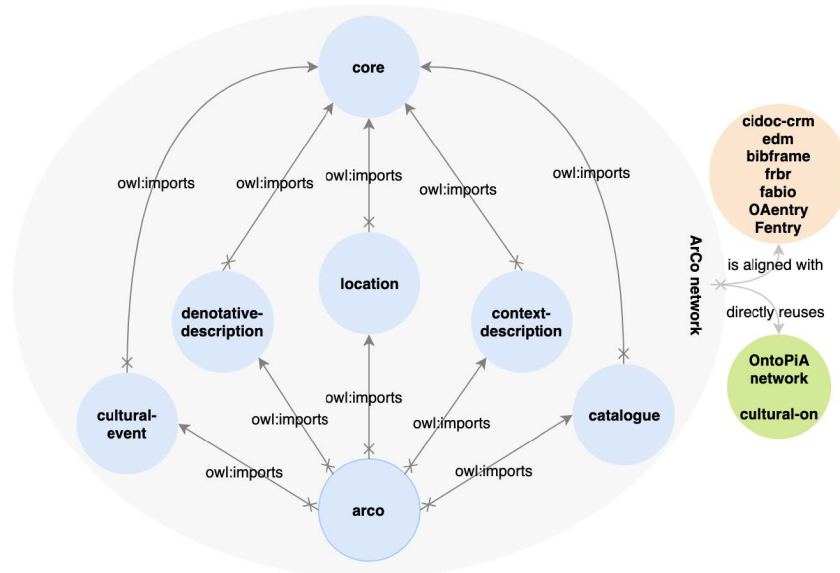 core
cidoc-crm
edm
bibframe
frbr
fabio
OAentry
Fentry
owl:imports
owl:imports
owl:imports
owl:imports
owl:imports
ArCo network
is aligned with
location
denotative-
description
context-
description
directly reuses
OntoPiA
network
cultural-on
cultural-
event
owl:imports
owl:imports
owl:imports
catalogue
owl:imports
owl:imports
arco